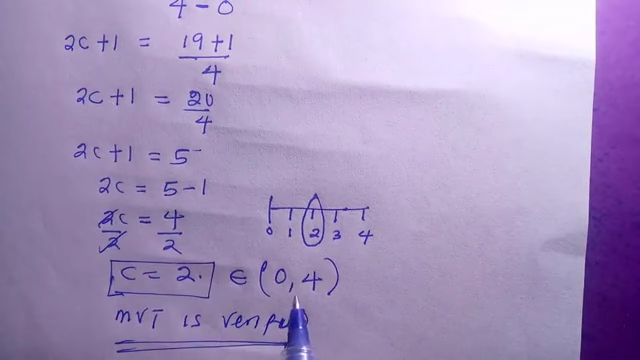 4 - 0
2c + 1 = 19 + 1 / 4
2c + 1 = 20 / 4
2c + 1 = 5
2c = 5 - 1
2c / 2 = 4 / 2
0 1 2 3 4
c = 2. ∈ (0, 4)
MVT is